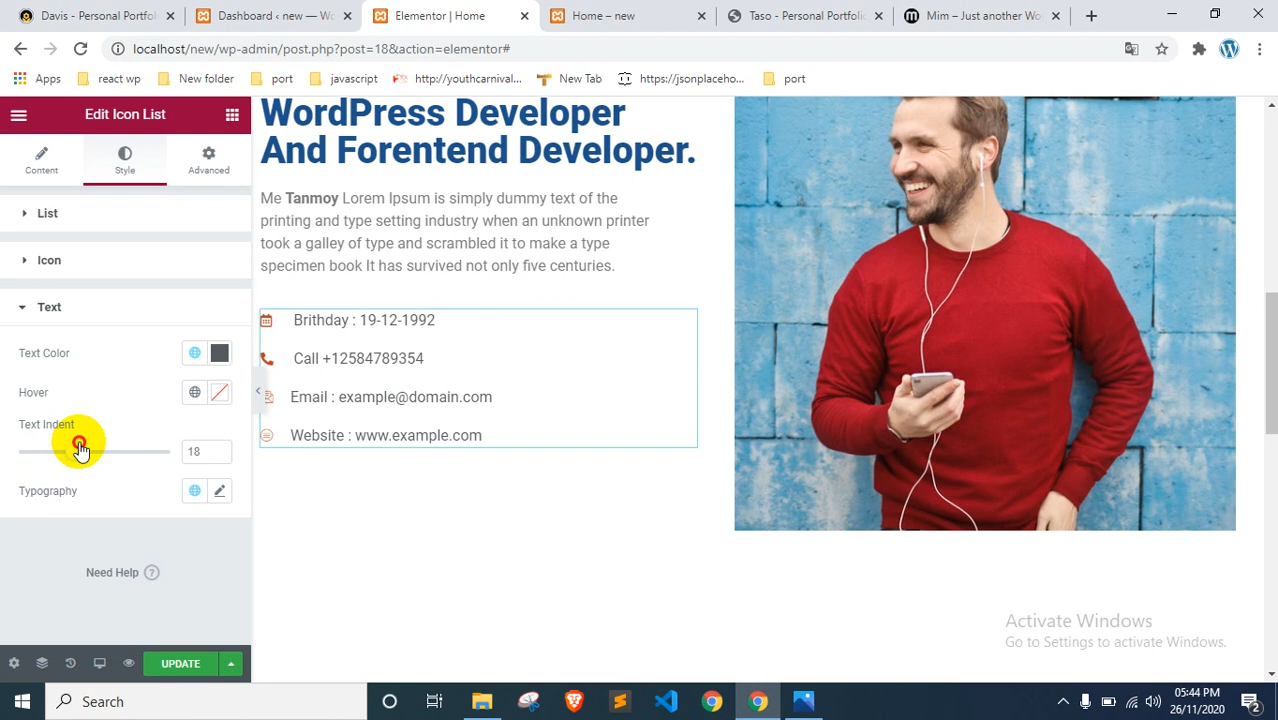 Davis - Personal Portfol
Dashboard ‹ new — Wo
Elementor | Home
Home – new
Taso - Personal Portfolio
Mim – Just another Wo
localhost/new/wp-admin/post.php?post=18&action=elementor#
Apps
react wp
New folder
port
javascript
http://youthcarnival...
New Tab
https://jsonplaceho...
port
Edit Icon List
Content
Style
Advanced
List
Icon
Text
Text Color
Hover
Text Indent
18
Typography
Need Help ?
UPDATE
WordPress Developer
And Forentend Developer.
Me Tanmoy Lorem Ipsum is simply dummy text of the
printing and type setting industry when an unknown printer
took a galley of type and scrambled it to make a type
specimen book It has survived not only five centuries.
Brithday : 19-12-1992
Call +12584789354
Email : example@domain.com
Website : www.example.com
Activate Windows
Go to Settings to activate Windows.
Search
05:44 PM
26/11/2020
2